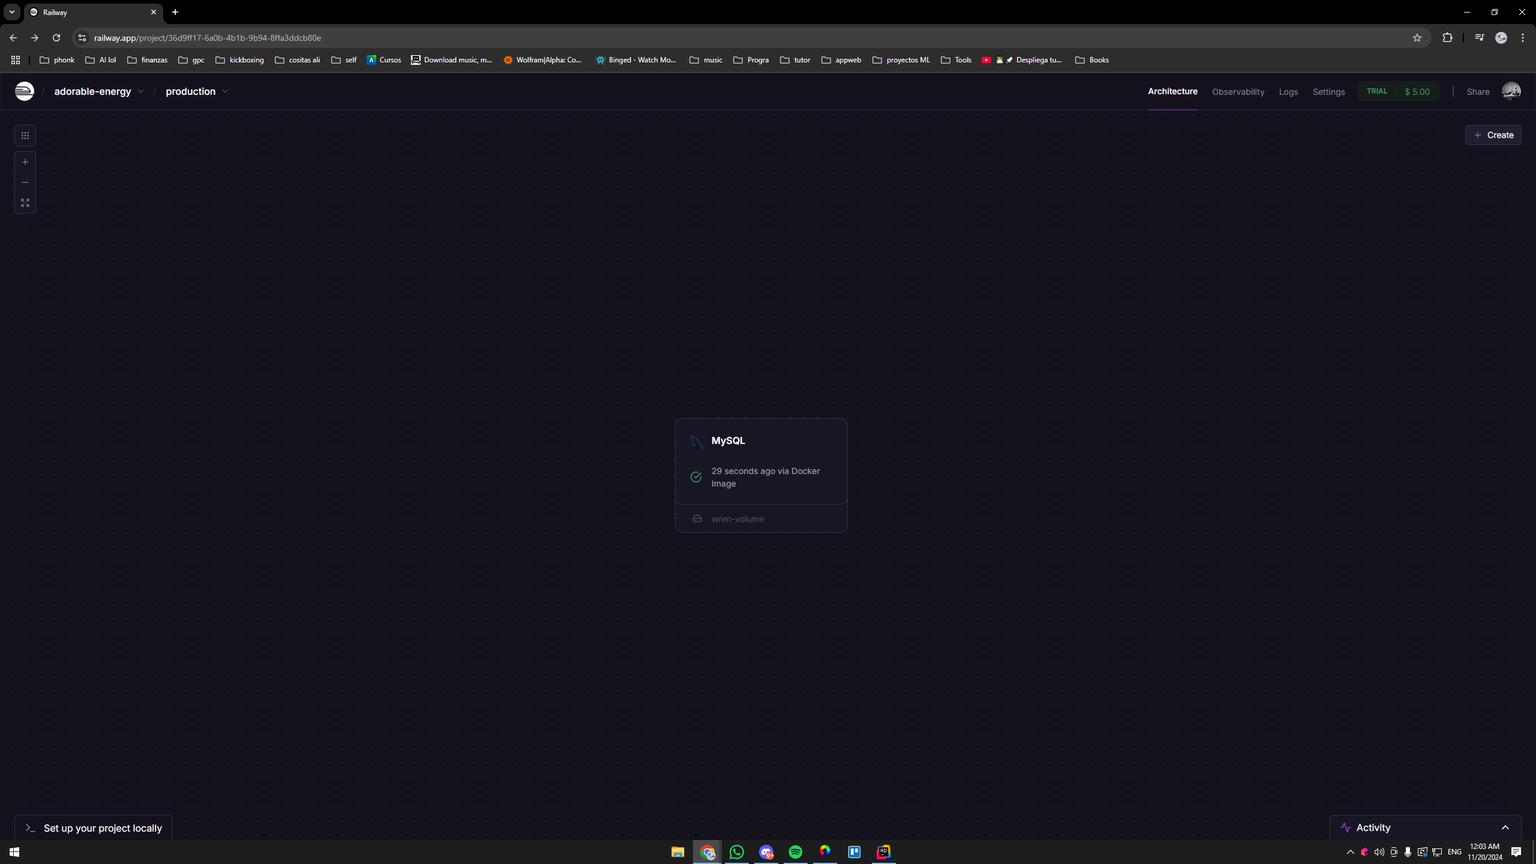 Railway
railway.app/project/36d9ff17-6a0b-4b1b-9b94-8ffa3ddcb80e
phonk AI lol finanzas gpc kickboxing cositas ali self Cursos Download music, m... Wolfram|Alpha: Co... Binged - Watch Mo... music Progra tutor appweb proyectos ML Tools Despliega tu... Books
adorable-energy / production Architecture Observability Logs Settings TRIAL $ 5.00 Share
+ Create
MySQL
29 seconds ago via Docker
Image
wren-volume
Set up your project locally
Activity
ENG
12:03 AM
11/20/2024